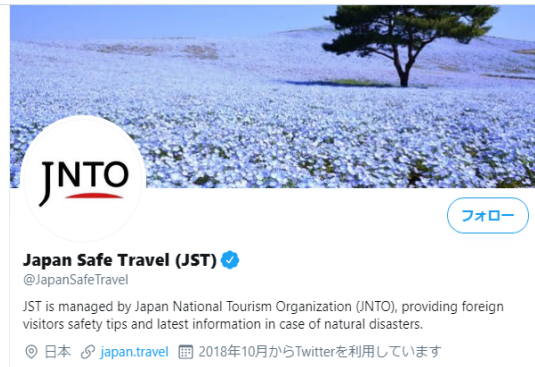 JNTO
フォロー
Japan Safe Travel (JST)
@JapanSafeTravel
JST is managed by Japan National Tourism Organization (JNTO), providing foreign
visitors safety tips and latest information in case of natural disasters.
日本 japan.travel 2018年10月からTwitterを利用しています